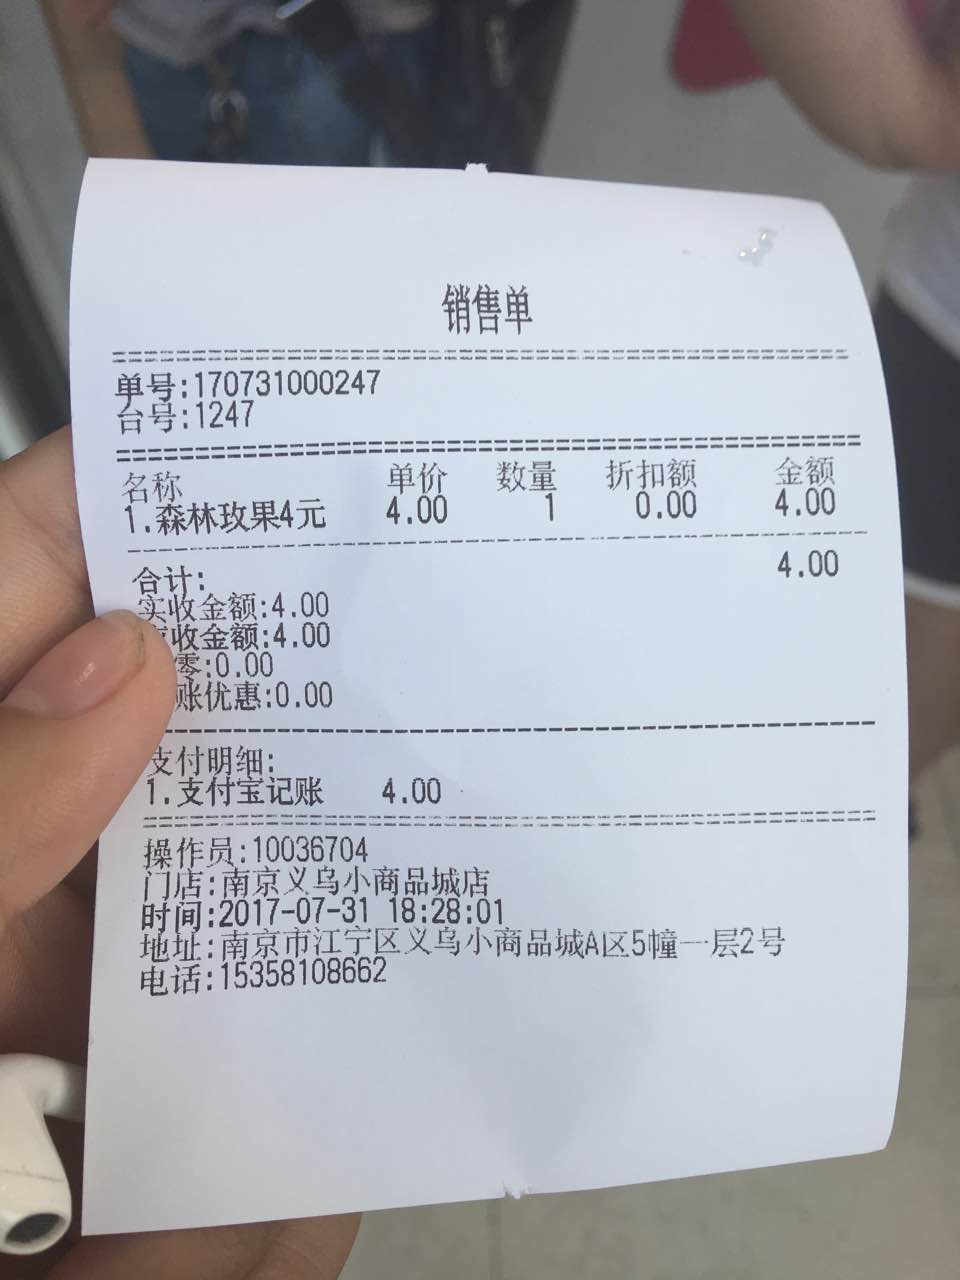 销售单
单号:170731000247
台号:1247
名称 单价 数量 折扣额 金额
1.森林玫果4元 4.00 1 0.00 4.00
合计: 4.00
实收金额:4.00
收金额:4.00
零:0.00
账优惠:0.00
支付明细:
1.支付宝记账 4.00
操作员:10036704
门店:南京义乌小商品城店
时间:2017-07-31 18:28:01
地址:南京市江宁区义乌小商品城A区5幢一层2号
电话:15358108662